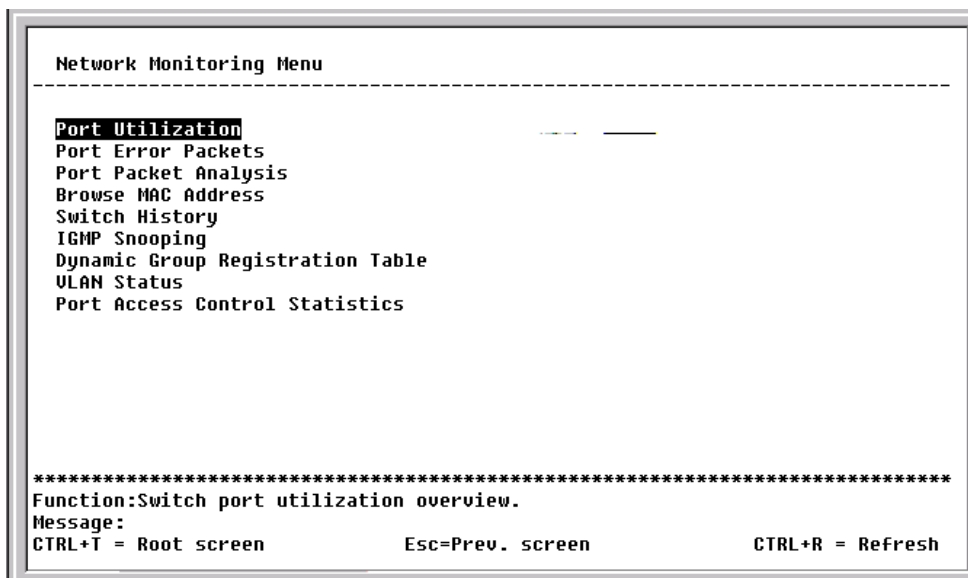 Network Monitoring Menu
--------------------------------------------------------------------------------
Port Utilization
Port Error Packets
Port Packet Analysis
Browse MAC Address
Switch History
IGMP Snooping
Dynamic Group Registration Table
VLAN Status
Port Access Control Statistics
*******************************************************************************
Function:Switch port utilization overview.
Message:
CTRL+T = Root screen Esc=Prev. screen CTRL+R = Refresh